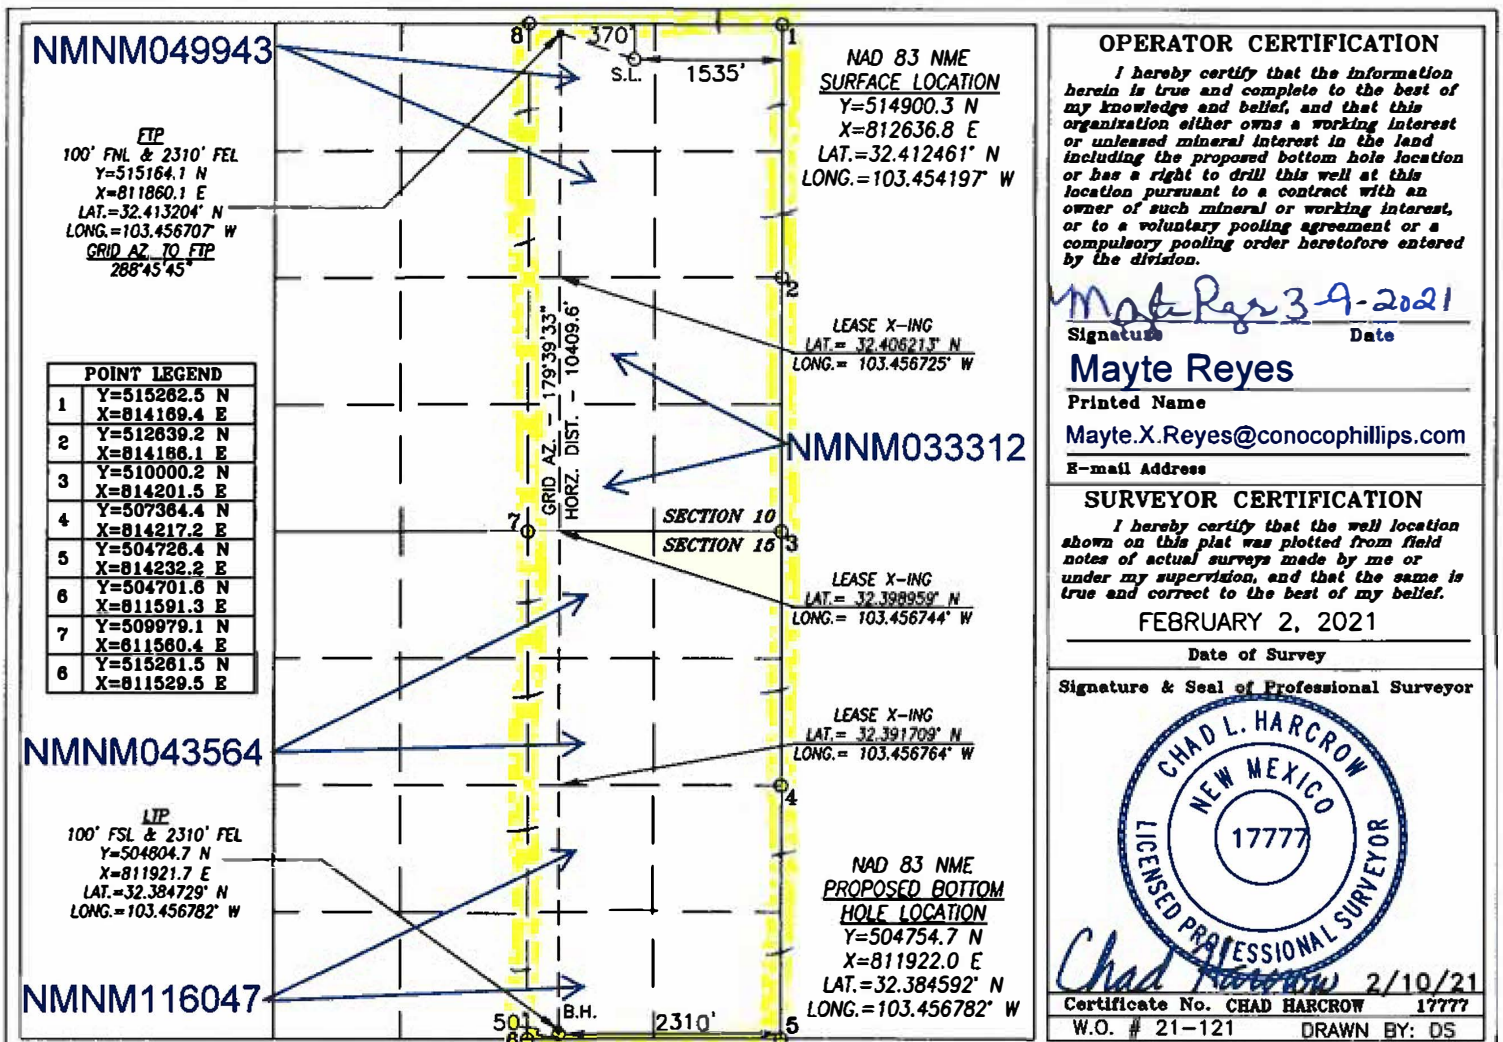 NMNM049943
FTP
100' FNL & 2310' FEL
Y=515164.1 N
X=811860.1 E
LAT.=32.413204° N
LONG.=103.456707° W
GRID AZ. TO FTP
288°45'45"
POINT LEGEND
1 Y=515262.5 N
X=814169.4 E
2 Y=512639.2 N
X=814186.1 E
3 Y=510000.2 N
X=814201.5 E
4 Y=507364.4 N
X=814217.2 E
5 Y=504726.4 N
X=814232.2 E
6 Y=504701.6 N
X=811591.3 E
7 Y=509979.1 N
X=811560.4 E
8 Y=515261.5 N
X=811529.5 E
NMNM043564
LTP
100' FSL & 2310' FEL
Y=504804.7 N
X=811921.7 E
LAT.=32.384729° N
LONG.=103.456782° W
NMNM116047
8
370'
S.L.
1535'
1
2
GRID AZ. - 179°39'33"
HORZ. DIST. - 10409.6'
7
SECTION 10
SECTION 15
3
4
B.H.
50'
2310'
6
5
NAD 83 NME
SURFACE LOCATION
Y=514900.3 N
X=812636.8 E
LAT.=32.412461° N
LONG.=103.454197° W
LEASE X-ING
LAT.= 32.406213° N
LONG.= 103.456725° W
NMNM033312
LEASE X-ING
LAT.= 32.398959° N
LONG.= 103.456744° W
LEASE X-ING
LAT.= 32.391709° N
LONG.= 103.456764° W
NAD 83 NME
PROPOSED BOTTOM
HOLE LOCATION
Y=504754.7 N
X=811922.0 E
LAT.=32.384592° N
LONG.=103.456782° W
OPERATOR CERTIFICATION
I hereby certify that the information
herein is true and complete to the best of
my knowledge and belief, and that this
organization either owns a working interest
or unleased mineral interest in the land
including the proposed bottom hole location
or has a right to drill this well at this
location pursuant to a contract with an
owner of such mineral or working interest,
or to a voluntary pooling agreement or a
compulsory pooling order heretofore entered
by the division.
3-9-2021
Signature Date
Mayte Reyes
Printed Name
Mayte.X.Reyes@conocophillips.com
E-mail Address
SURVEYOR CERTIFICATION
I hereby certify that the well location
shown on this plat was plotted from field
notes of actual surveys made by me or
under my supervision, and that the same is
true and correct to the best of my belief.
FEBRUARY 2, 2021
Date of Survey
Signature & Seal of Professional Surveyor
CHAD L. HARCROW
NEW MEXICO
17777
LICENSED PROFESSIONAL SURVEYOR
Chad Harcrow 2/10/21
Certificate No. CHAD HARCROW 17777
W.O. # 21-121 DRAWN BY: DS